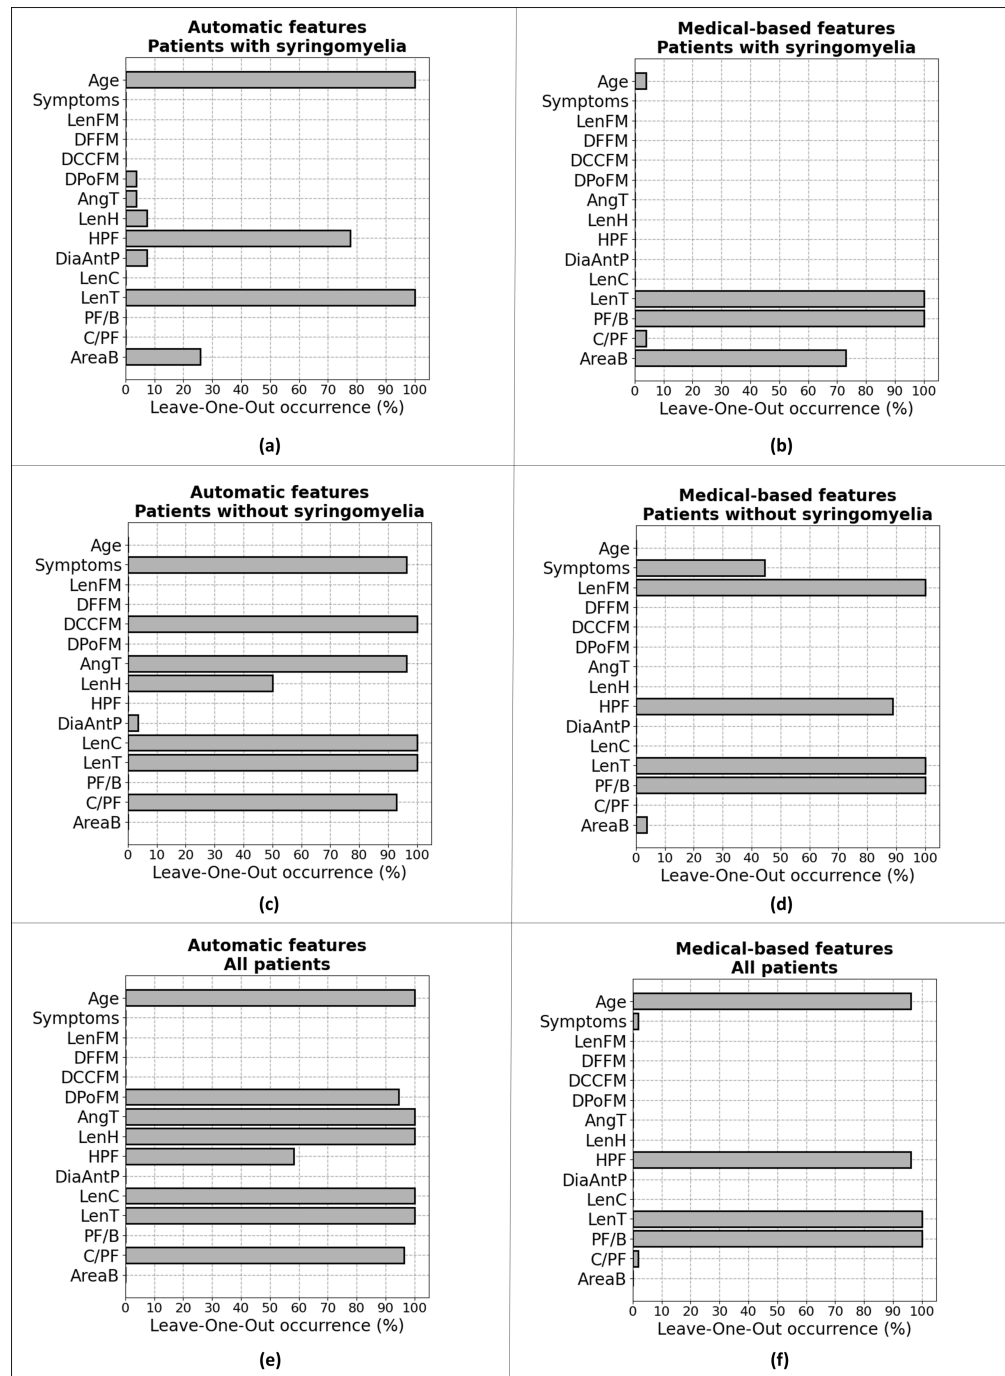 Automatic features
Patients with syringomyelia
Age
Symptoms
LenFM
DFFM
DCCFM
DPoFM
AngT
LenH
HPF
DiaAntP
LenC
LenT
PF/B
C/PF
AreaB
0 10 20 30 40 50 60 70 80 90 100
Leave-One-Out occurrence (%)
(a)
Medical-based features
Patients with syringomyelia
Age
Symptoms
LenFM
DFFM
DCCFM
DPoFM
AngT
LenH
HPF
DiaAntP
LenC
LenT
PF/B
C/PF
AreaB
0 10 20 30 40 50 60 70 80 90 100
Leave-One-Out occurrence (%)
(b)
Automatic features
Patients without syringomyelia
Age
Symptoms
LenFM
DFFM
DCCFM
DPoFM
AngT
LenH
HPF
DiaAntP
LenC
LenT
PF/B
C/PF
AreaB
0 10 20 30 40 50 60 70 80 90 100
Leave-One-Out occurrence (%)
(c)
Medical-based features
Patients without syringomyelia
Age
Symptoms
LenFM
DFFM
DCCFM
DPoFM
AngT
LenH
HPF
DiaAntP
LenC
LenT
PF/B
C/PF
AreaB
0 10 20 30 40 50 60 70 80 90 100
Leave-One-Out occurrence (%)
(d)
Automatic features
All patients
Age
Symptoms
LenFM
DFFM
DCCFM
DPoFM
AngT
LenH
HPF
DiaAntP
LenC
LenT
PF/B
C/PF
AreaB
0 10 20 30 40 50 60 70 80 90 100
Leave-One-Out occurrence (%)
(e)
Medical-based features
All patients
Age
Symptoms
LenFM
DFFM
DCCFM
DPoFM
AngT
LenH
HPF
DiaAntP
LenC
LenT
PF/B
C/PF
AreaB
0 10 20 30 40 50 60 70 80 90 100
Leave-One-Out occurrence (%)
(f)